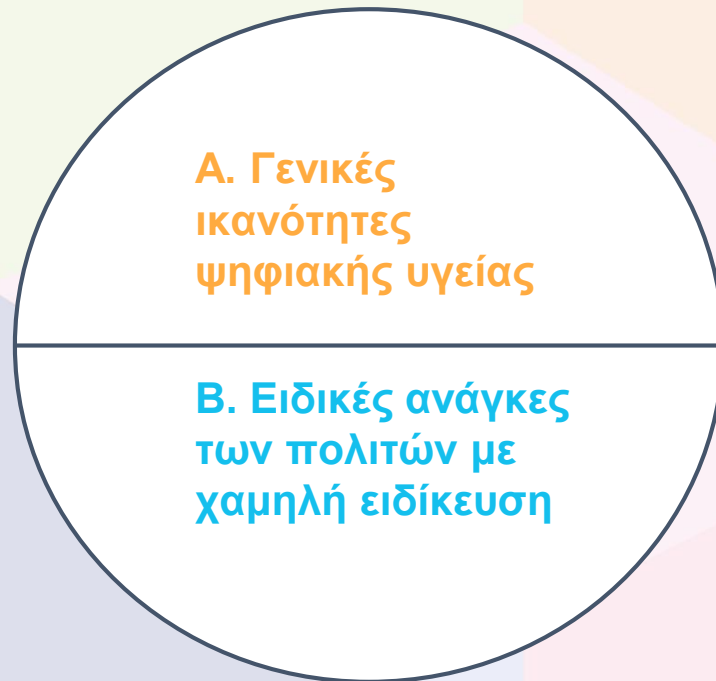 Α. Γενικές
ικανότητες
ψηφιακής υγείας
Β. Ειδικές ανάγκες
των πολιτών με
χαμηλή ειδίκευση